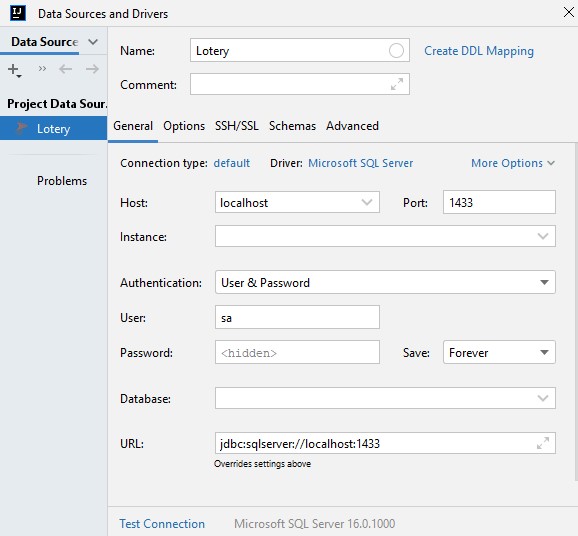 IJ Data Sources and Drivers
Data Source
Project Data Sour.
Lotery
Problems
Name: Lotery Create DDL Mapping
Comment:
General Options SSH/SSL Schemas Advanced
Connection type: default Driver: Microsoft SQL Server More Options
Host: localhost Port: 1433
Instance:
Authentication: User & Password
User: sa
Password: <hidden> Save: Forever
Database:
URL: jdbc:sqlserver://localhost:1433
Overrides settings above
Test Connection Microsoft SQL Server 16.0.1000